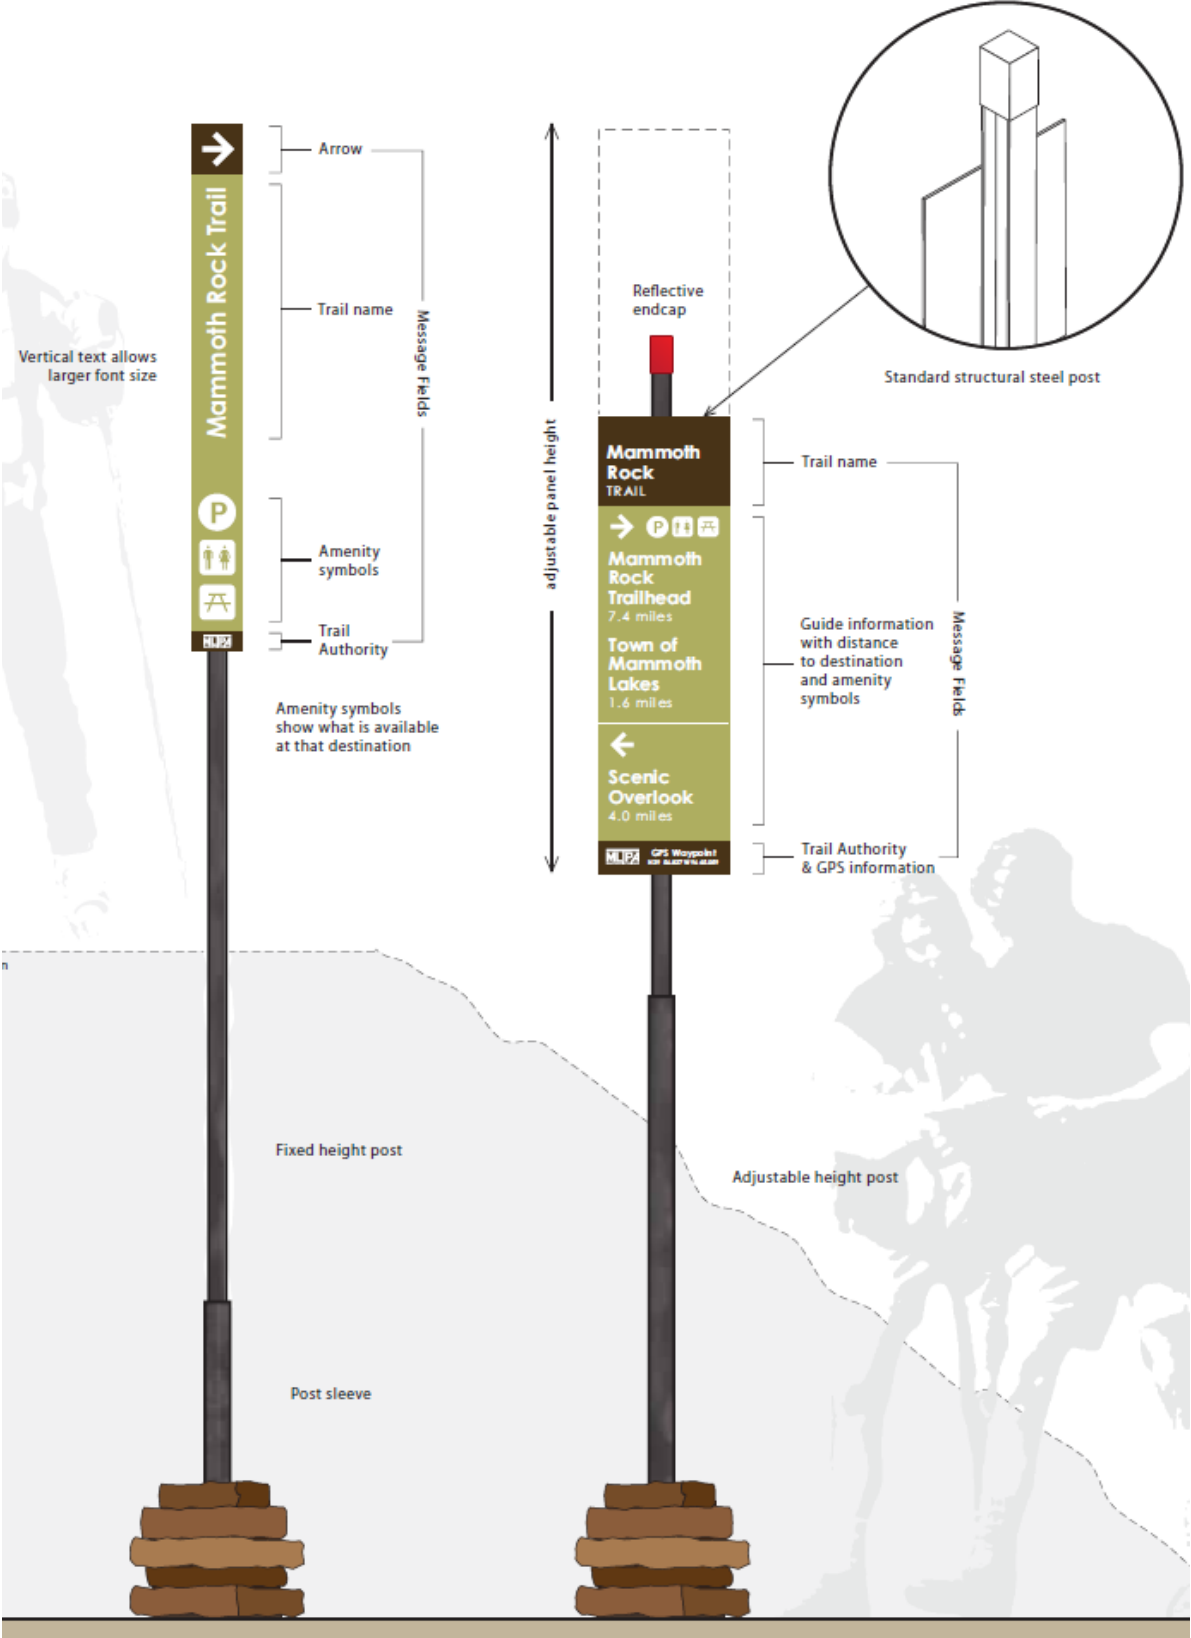 Arrow
Mammoth Rock Trail
Trail name
Message Fields
Vertical text allows
larger font size
P
Amenity
symbols
Trail
Authority
MLTPA
Amenity symbols
show what is available
at that destination
Fixed height post
Post sleeve
adjustable panel height
Reflective
endcap
Standard structural steel post
Mammoth
Rock
TRAIL
Trail name
P
Mammoth
Rock
Trailhead
7.4 miles
Town of
Mammoth
Lakes
1.6 miles
Guide information
with distance
to destination
and amenity
symbols
Message Fields
Scenic
Overlook
4.0 miles
MLTPA GPS Waypoint
Trail Authority
& GPS information
n
Adjustable height post